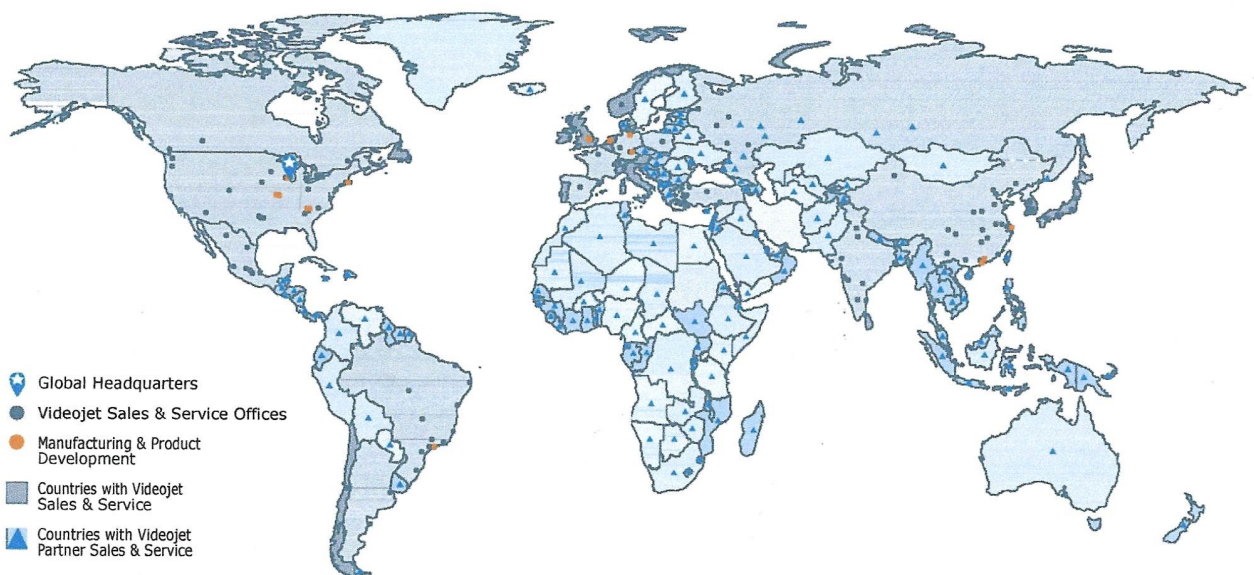 Global Headquarters
Videojet Sales & Service Offices
Manufacturing & Product
Development
Countries with Videojet
Sales & Service
Countries with Videojet
Partner Sales & Service